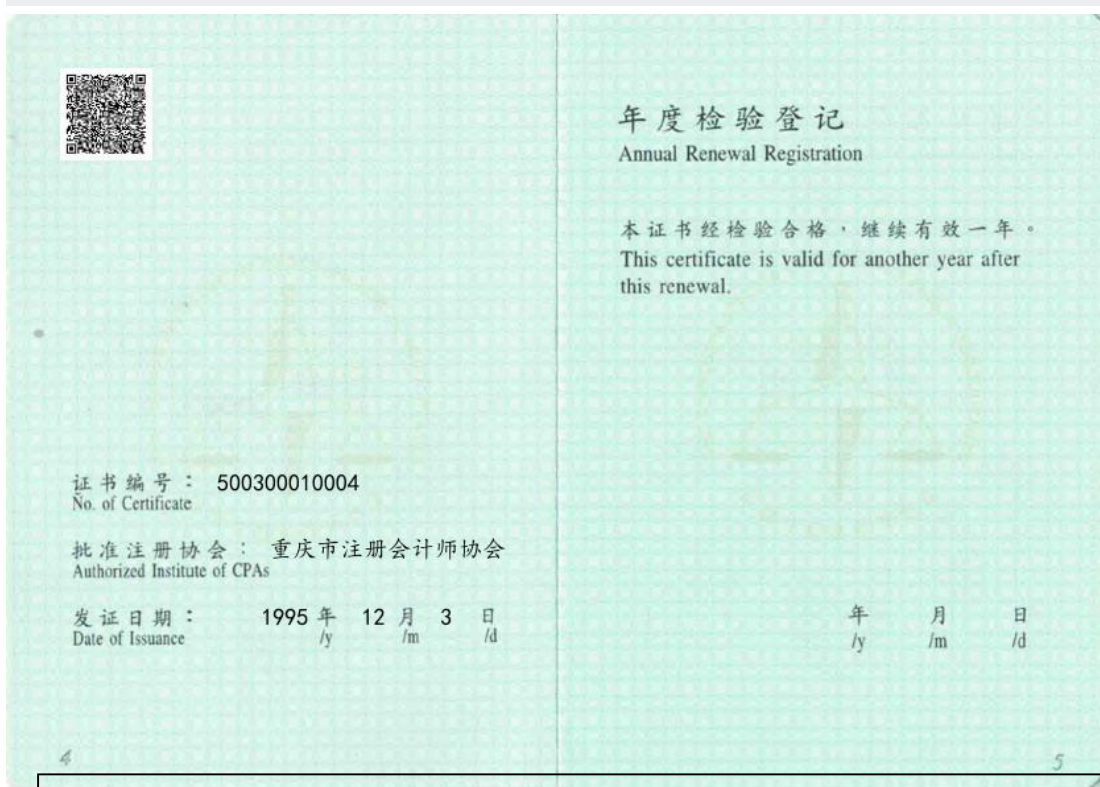 证书编号： 500300010004
No. of Certificate
批准注册协会： 重庆市注册会计师协会
Authorized Institute of CPAs
发证日期： 1995 年 12 月 3 日
Date of Issuance /y /m /d
4
年度检验登记
Annual Renewal Registration
本证书经检验合格，继续有效一年。
This certificate is valid for another year after
this renewal.
年 月 日
/y /m /d
5